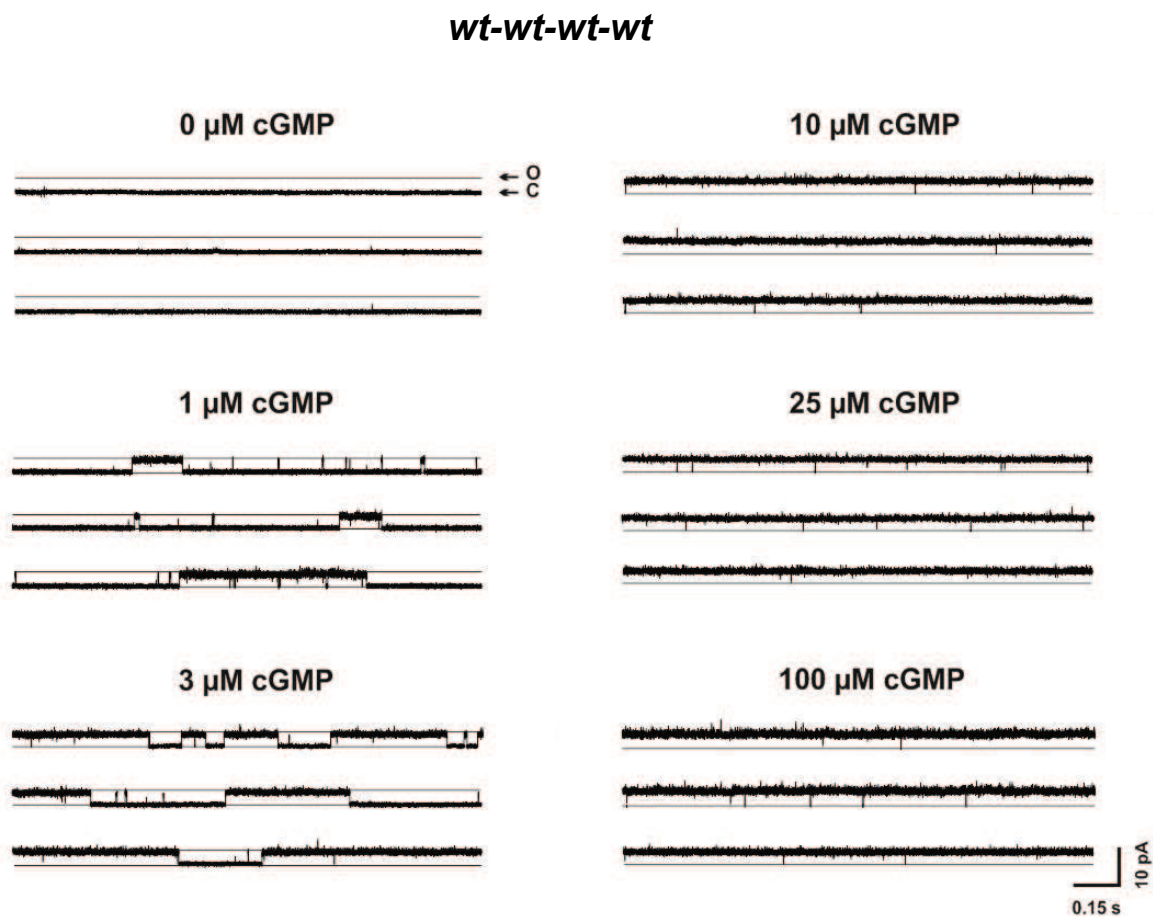 wt-wt-wt-wt
0 µM cGMP
← O
← C
10 µM cGMP
1 µM cGMP
25 µM cGMP
3 µM cGMP
100 µM cGMP
10 pA
0.15 s